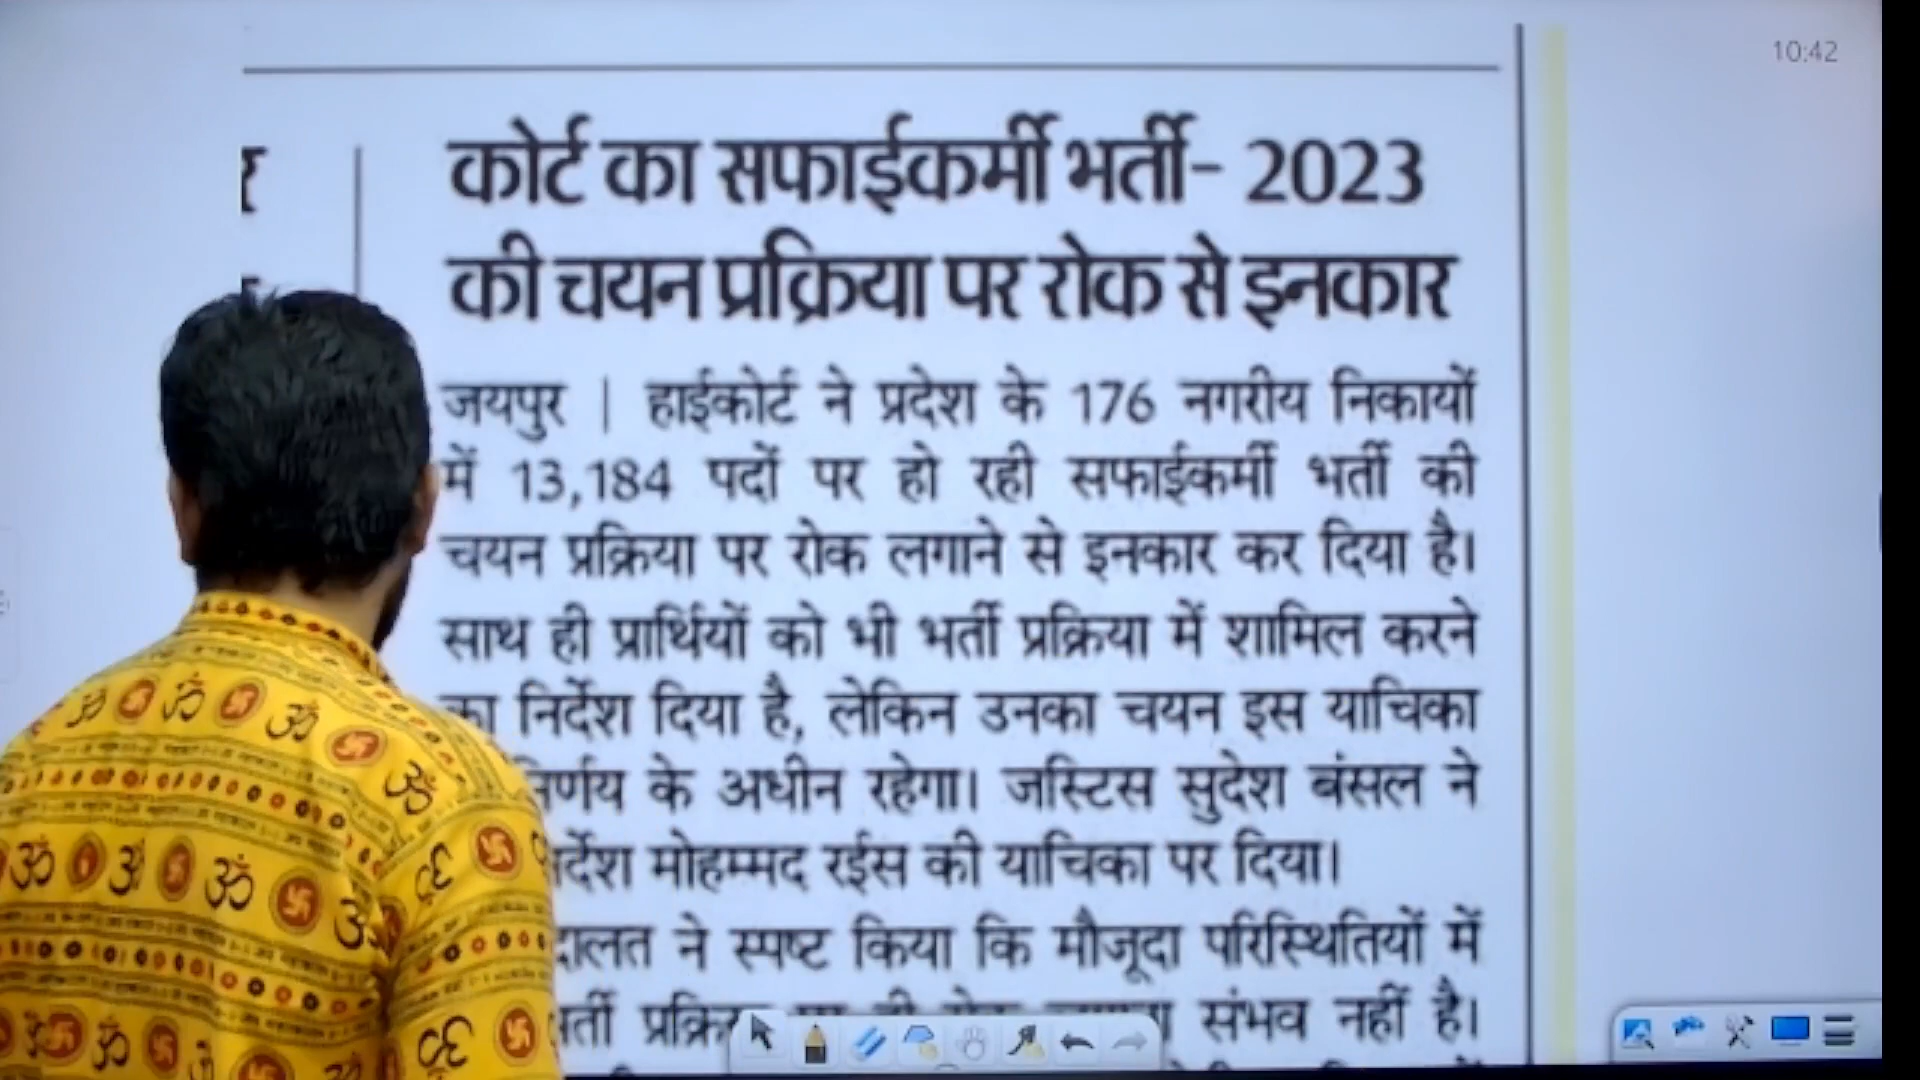 10:42
कोर्ट का सफाईकर्मी भर्ती- 2023
की चयन प्रक्रिया पर रोक से इनकार
जयपुर | हाईकोर्ट ने प्रदेश के 176 नगरीय निकायों
में 13,184 पदों पर हो रही सफाईकर्मी भर्ती की
चयन प्रक्रिया पर रोक लगाने से इनकार कर दिया है।
साथ ही प्रार्थियों को भी भर्ती प्रक्रिया में शामिल करने
का निर्देश दिया है, लेकिन उनका चयन इस याचिका
के अधीन रहेगा। जस्टिस सुदेश बंसल ने
मोहम्मद रईस की याचिका पर दिया।
ने स्पष्ट किया कि मौजूदा परिस्थितियों में
संभव नहीं है।